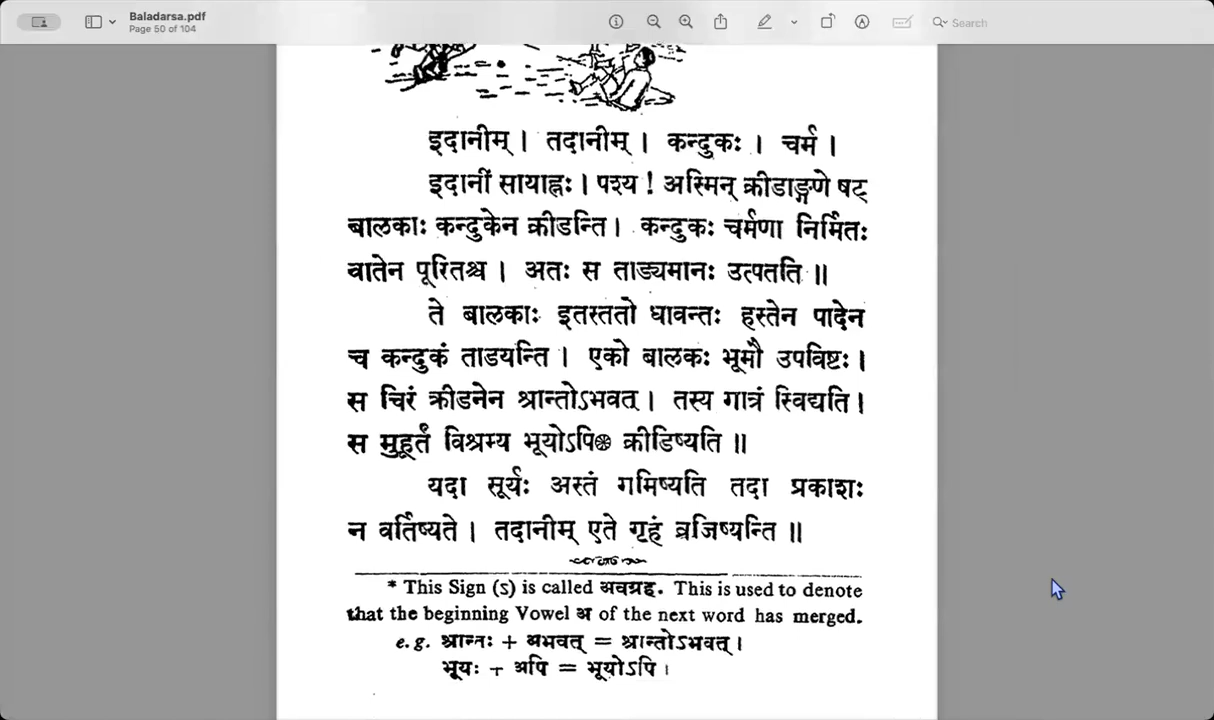 Baladarsa.pdf
Page 50 of 104
Search
इदानीम् । तदानीम् । कन्दुकः । चर्म ।
इदानीं सायाह्नः । पश्य ! अस्मिन् क्रीडाङ्गणे षट्
बालकाः कन्दुकेन क्रीडन्ति । कन्दुकः चर्मणा निर्मितः
वातेन पूरितश्च । अतः स ताड्यमानः उत्पतति ॥
ते बालकाः इतस्ततो धावन्तः हस्तेन पादेन
च कन्दुकं ताडयन्ति । एको बालकः भूमौ उपविष्टः ।
स चिरं क्रीडनेन श्रान्तोऽभवत् । तस्य गात्रं स्विद्यति ।
स मुहूर्तं विश्रम्य भूयोऽपि* क्रीडिष्यति ॥
यदा सूर्यः अस्तं गमिष्यति तदा प्रकाशः
न वर्तिष्यते । तदानीम् एते गृहं व्रजिष्यन्ति ॥
* This Sign (ऽ) is called अवग्रह. This is used to denote
that the beginning Vowel अ of the next word has merged.
e.g. श्रान्तः + अभवत् = श्रान्तोऽभवत् ।
भूयः + अपि = भूयोऽपि ।